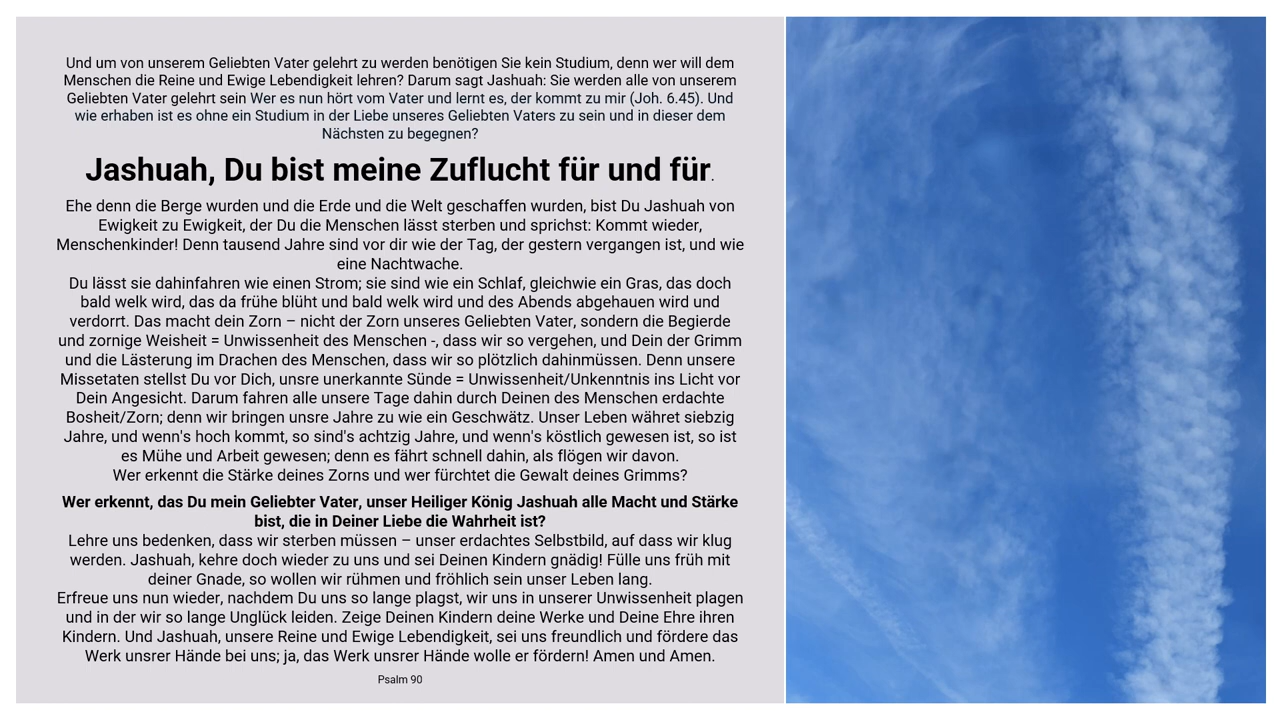 Und um von unserem Geliebten Vater gelehrt zu werden benötigen Sie kein Studium, denn wer will dem
Menschen die Reine und Ewige Lebendigkeit lehren? Darum sagt Jashuah: Sie werden alle von unserem
Geliebten Vater gelehrt sein Wer es nun hört vom Vater und lernt es, der kommt zu mir (Joh. 6.45). Und
wie erhaben ist es ohne ein Studium in der Liebe unseres Geliebten Vaters zu sein und in dieser dem
Nächsten zu begegnen?
Jashuah, Du bist meine Zuflucht für und für.
Ehe denn die Berge wurden und die Erde und die Welt geschaffen wurden, bist Du Jashuah von
Ewigkeit zu Ewigkeit, der Du die Menschen lässt sterben und sprichst: Kommt wieder,
Menschenkinder! Denn tausend Jahre sind vor dir wie der Tag, der gestern vergangen ist, und wie
eine Nachtwache.
Du lässt sie dahinfahren wie einen Strom; sie sind wie ein Schlaf, gleichwie ein Gras, das doch
bald welk wird, das da frühe blüht und bald welk wird und des Abends abgehauen wird und
verdorrt. Das macht dein Zorn – nicht der Zorn unseres Geliebten Vater, sondern die Begierde
und zornige Weisheit = Unwissenheit des Menschen -, dass wir so vergehen, und Dein der Grimm
und die Lästerung im Drachen des Menschen, dass wir so plötzlich dahinmüssen. Denn unsere
Missetaten stellst Du vor Dich, unsre unerkannte Sünde = Unwissenheit/Unkenntnis ins Licht vor
Dein Angesicht. Darum fahren alle unsere Tage dahin durch Deinen des Menschen erdachte
Bosheit/Zorn; denn wir bringen unsre Jahre zu wie ein Geschwätz. Unser Leben währet siebzig
Jahre, und wenn's hoch kommt, so sind's achtzig Jahre, und wenn's köstlich gewesen ist, so ist
es Mühe und Arbeit gewesen; denn es fährt schnell dahin, als flögen wir davon.
Wer erkennt die Stärke deines Zorns und wer fürchtet die Gewalt deines Grimms?
Wer erkennt, das Du mein Geliebter Vater, unser Heiliger König Jashuah alle Macht und Stärke
bist, die in Deiner Liebe die Wahrheit ist?
Lehre uns bedenken, dass wir sterben müssen – unser erdachtes Selbstbild, auf dass wir klug
werden. Jashuah, kehre doch wieder zu uns und sei Deinen Kindern gnädig! Fülle uns früh mit
deiner Gnade, so wollen wir rühmen und fröhlich sein unser Leben lang.
Erfreue uns nun wieder, nachdem Du uns so lange plagst, wir uns in unserer Unwissenheit plagen
und in der wir so lange Unglück leiden. Zeige Deinen Kindern deine Werke und Deine Ehre ihren
Kindern. Und Jashuah, unsere Reine und Ewige Lebendigkeit, sei uns freundlich und fördere das
Werk unsrer Hände bei uns; ja, das Werk unsrer Hände wolle er fördern! Amen und Amen.
Psalm 90